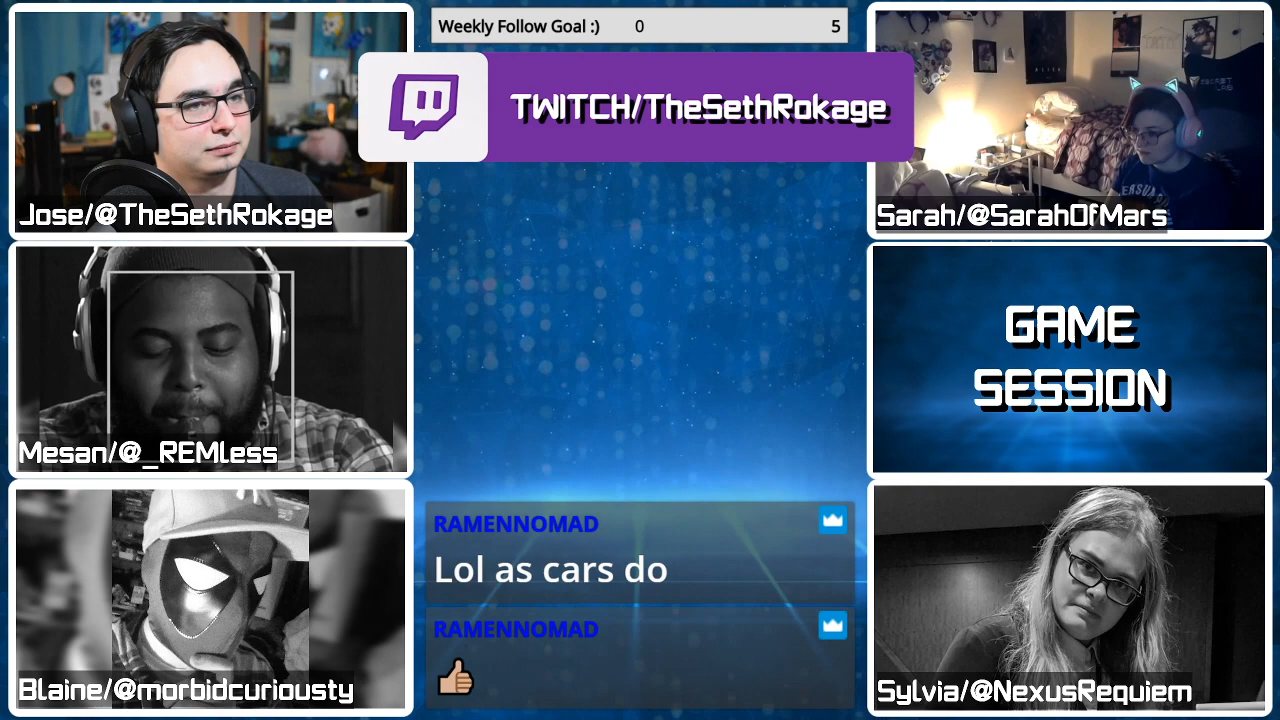 Weekly Follow Goal :) 0 5
TWITCH/TheSethRokage
Jose/@TheSethRokage
Sarah/@SarahOfMars
Mesan/@_REMless
GAME
SESSION
RAMENNOMAD
Lol as cars do
RAMENNOMAD
👍🏼
Blaine/@morbidcuriousty
Sylvia/@NexusRequiem